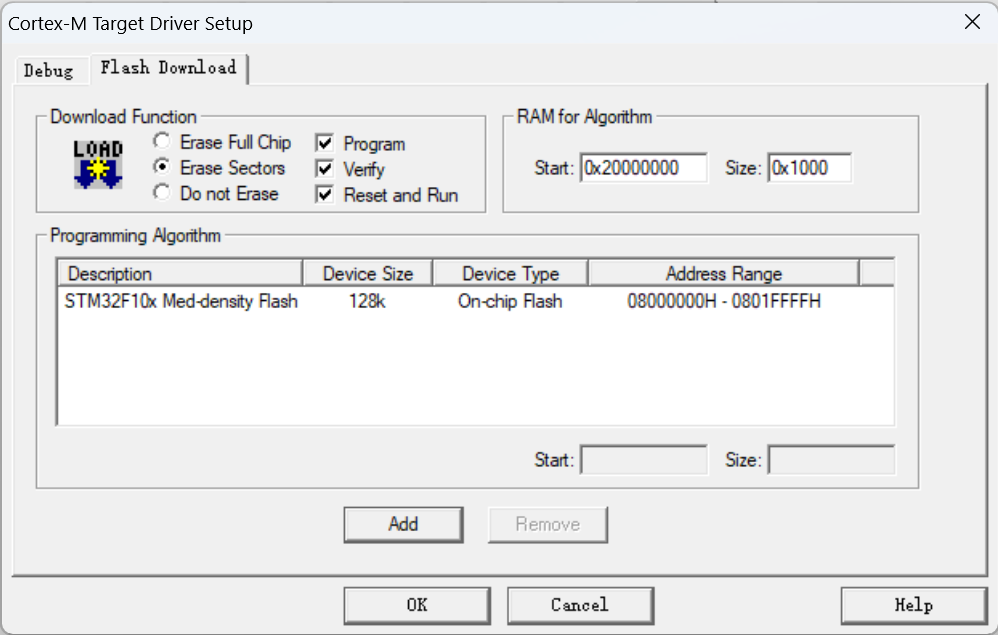 Cortex-M Target Driver Setup
Debug Flash Download
Download Function
LOAD
Erase Full Chip
Erase Sectors
Do not Erase
Program
Verify
Reset and Run
RAM for Algorithm
Start: 0x20000000 Size: 0x1000
Programming Algorithm
Description Device Size Device Type Address Range
STM32F10x Med-density Flash 128k On-chip Flash 08000000H - 0801FFFFH
Start: Size:
Add Remove
OK Cancel Help